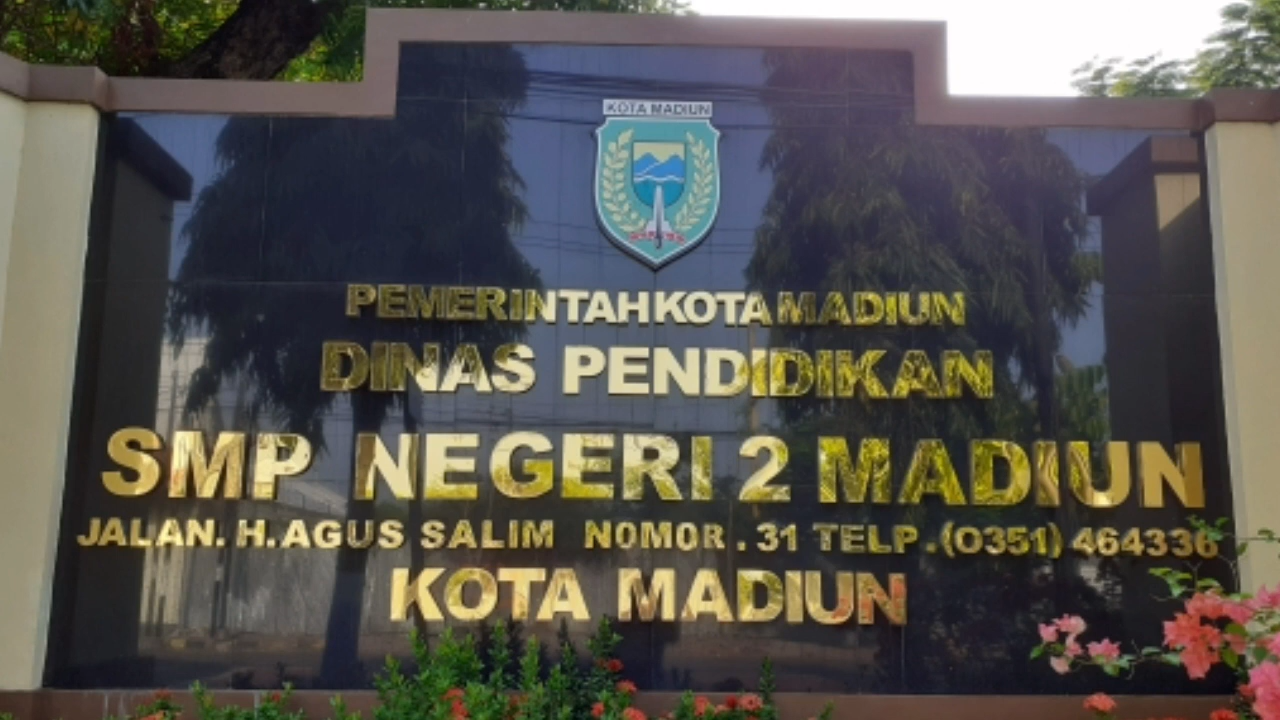 KOTA MADIUN
PEMERINTAH KOTA MADIUN
DINAS PENDIDIKAN
SMP NEGERI 2 MADIUN
JALAN. H.AGUS SALIM NOMOR . 31 TELP.(0351) 464336
KOTA MADIUN